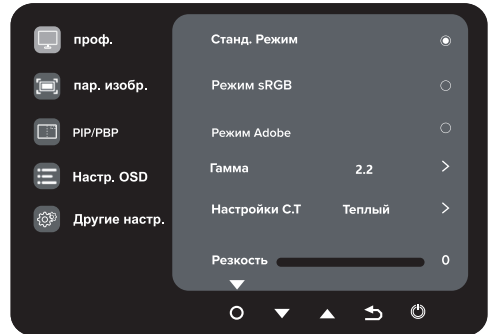 проф.
Станд. Режим
пар. изобр.
Режим sRGB
PIP/PBP
Режим Adobe
Гамма 2.2 >
Настр. OSD
Настройки С.Т Теплый >
Другие настр.
Резкость 0